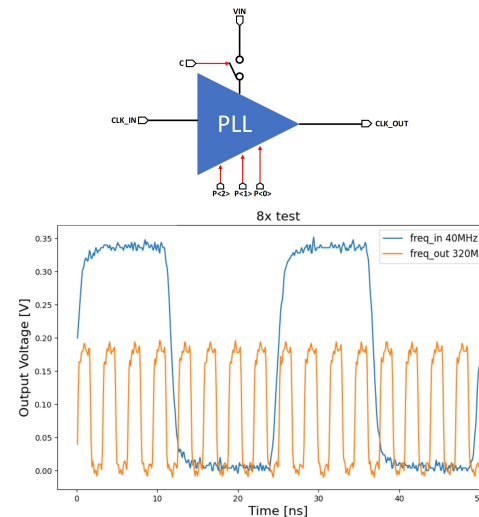 VIN
C
CLK_IN
PLL
CLK_OUT
P<2> P<1> P<0>
8x test
freq_in 40MHz
freq_out 320M
Output Voltage [V]
0.35
0.30
0.25
0.20
0.15
0.10
0.05
0.00
0 10 20 30 40 50
Time [ns]